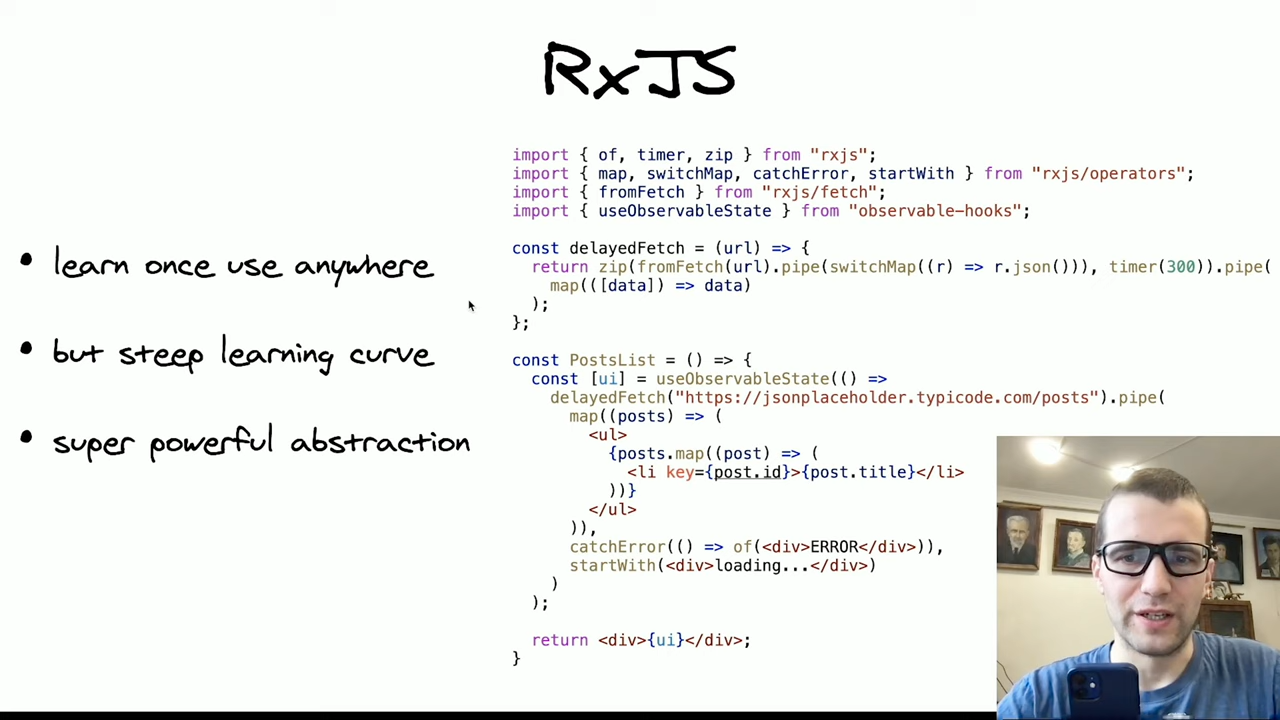 RxJS
• learn once use anywhere
• but steep learning curve
• super powerful abstraction
import { of, timer, zip } from "rxjs";
import { map, switchMap, catchError, startWith } from "rxjs/operators";
import { fromFetch } from "rxjs/fetch";
import { useObservableState } from "observable-hooks";
const delayedFetch = (url) => {
return zip(fromFetch(url).pipe(switchMap((r) => r.json())), timer(300)).pipe(
map(([data]) => data)
);
};
const PostsList = () => {
const [ui] = useObservableState(() =>
delayedFetch("https://jsonplaceholder.typicode.com/posts").pipe(
map((posts) => (
<ul>
{posts.map((post) => (
<li key={post.id}>{post.title}</li>
))}
</ul>
)),
catchError(() => of(<div>ERROR</div>)),
startWith(<div>loading...</div>)
)
);
return <div>{ui}</div>;
}